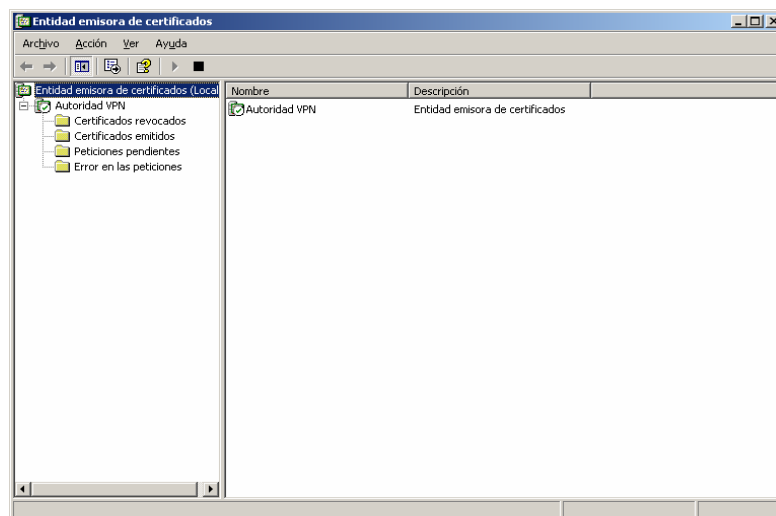 Entidad emisora de certificados
Archivo Acción Ver Ayuda
Entidad emisora de certificados (Local
Autoridad VPN
Certificados revocados
Certificados emitidos
Peticiones pendientes
Error en las peticiones
Nombre Descripción
Autoridad VPN Entidad emisora de certificados